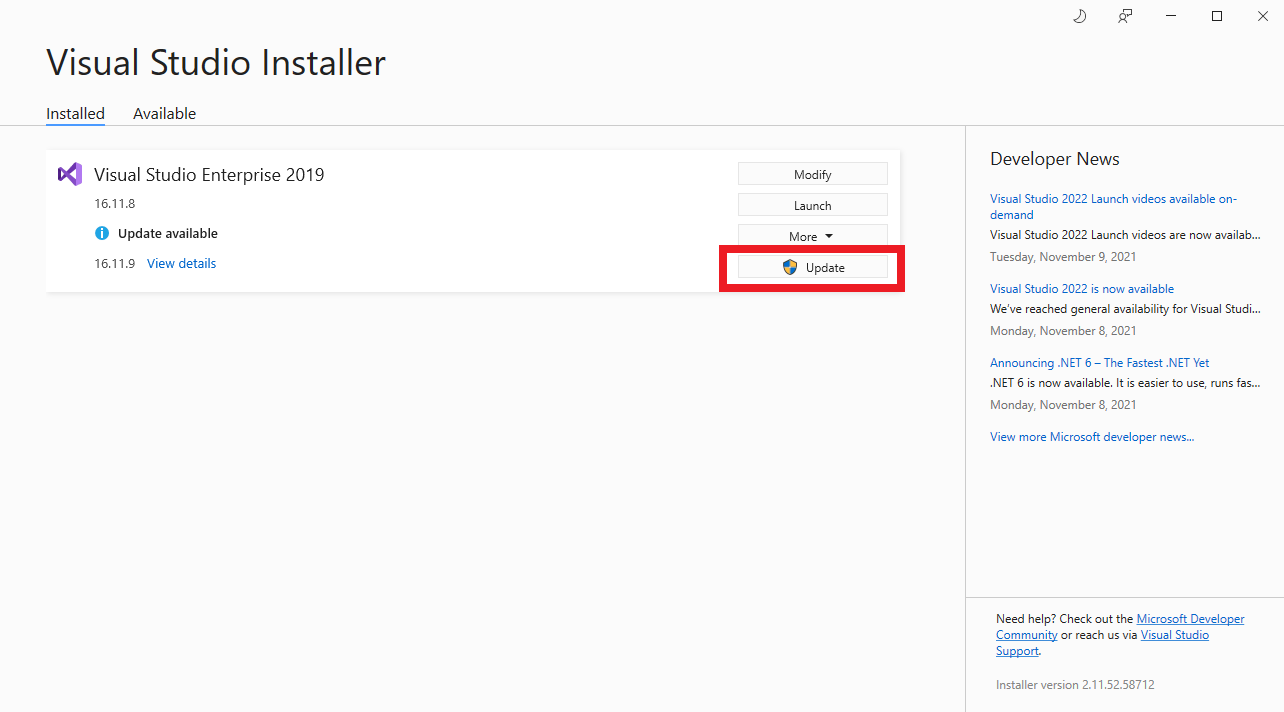 Visual Studio Installer
Installed
Available
Visual Studio Enterprise 2019
16.11.8
Update available
16.11.9 View details
Modify
Launch
More
Update
Developer News
Visual Studio 2022 Launch videos available on-
demand
Visual Studio 2022 Launch videos are now availab...
Tuesday, November 9, 2021
Visual Studio 2022 is now available
We've reached general availability for Visual Studi...
Monday, November 8, 2021
Announcing .NET 6 – The Fastest .NET Yet
.NET 6 is now available. It is easier to use, runs fas...
Monday, November 8, 2021
View more Microsoft developer news...
Need help? Check out the Microsoft Developer
Community or reach us via Visual Studio
Support.
Installer version 2.11.52.58712